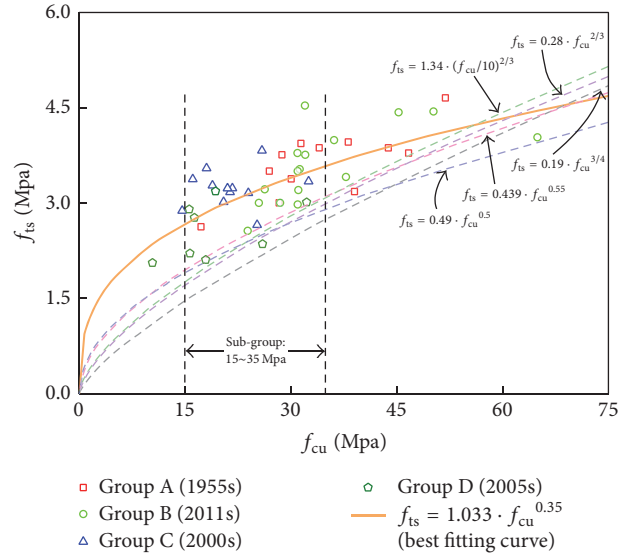 6.0
4.5
3.0
1.5
0.0
f_ts (Mpa)
f_ts = 0.28 · f_cu^2/3
f_ts = 1.34 · (f_cu/10)^2/3
f_ts = 0.19 · f_cu^3/4
f_ts = 0.439 · f_cu^0.55
f_ts = 0.49 · f_cu^0.5
Sub-group:
15~35 Mpa
0 15 30 45 60 75
f_cu (Mpa)
Group A (1955s)
Group B (2011s)
Group C (2000s)
Group D (2005s)
f_ts = 1.033 · f_cu^0.35
(best fitting curve)